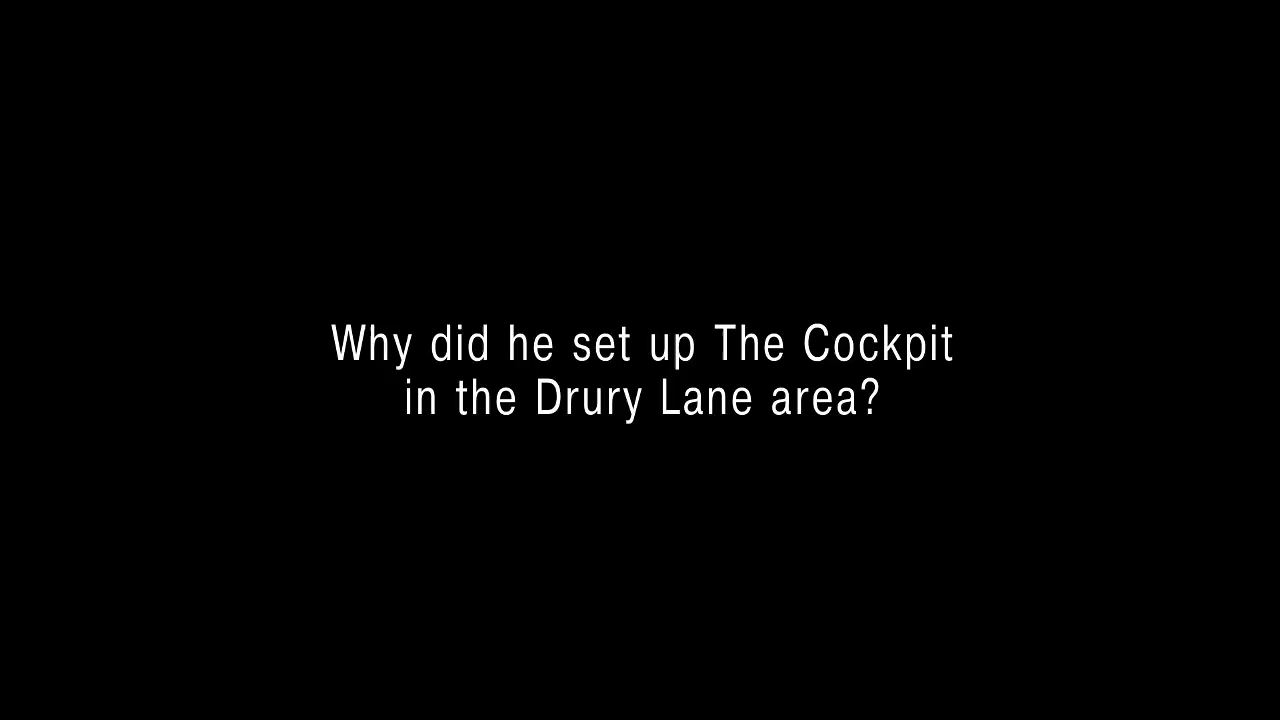 Why did he set up The Cockpit
in the Drury Lane area?